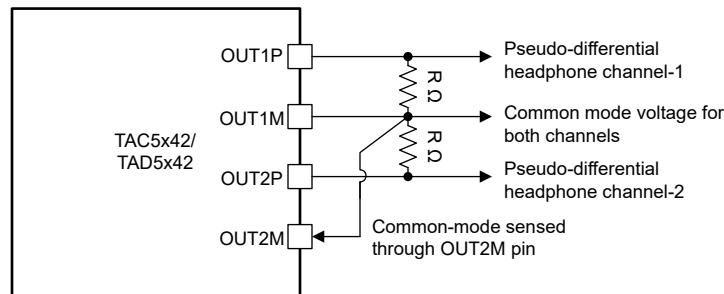 OUT1P
Pseudo-differential
headphone channel-1
R Ω
OUT1M
Common mode voltage for
both channels
TAC5x42/
TAD5x42
R Ω
OUT2P
Pseudo-differential
headphone channel-2
OUT2M
Common-mode sensed
through OUT2M pin